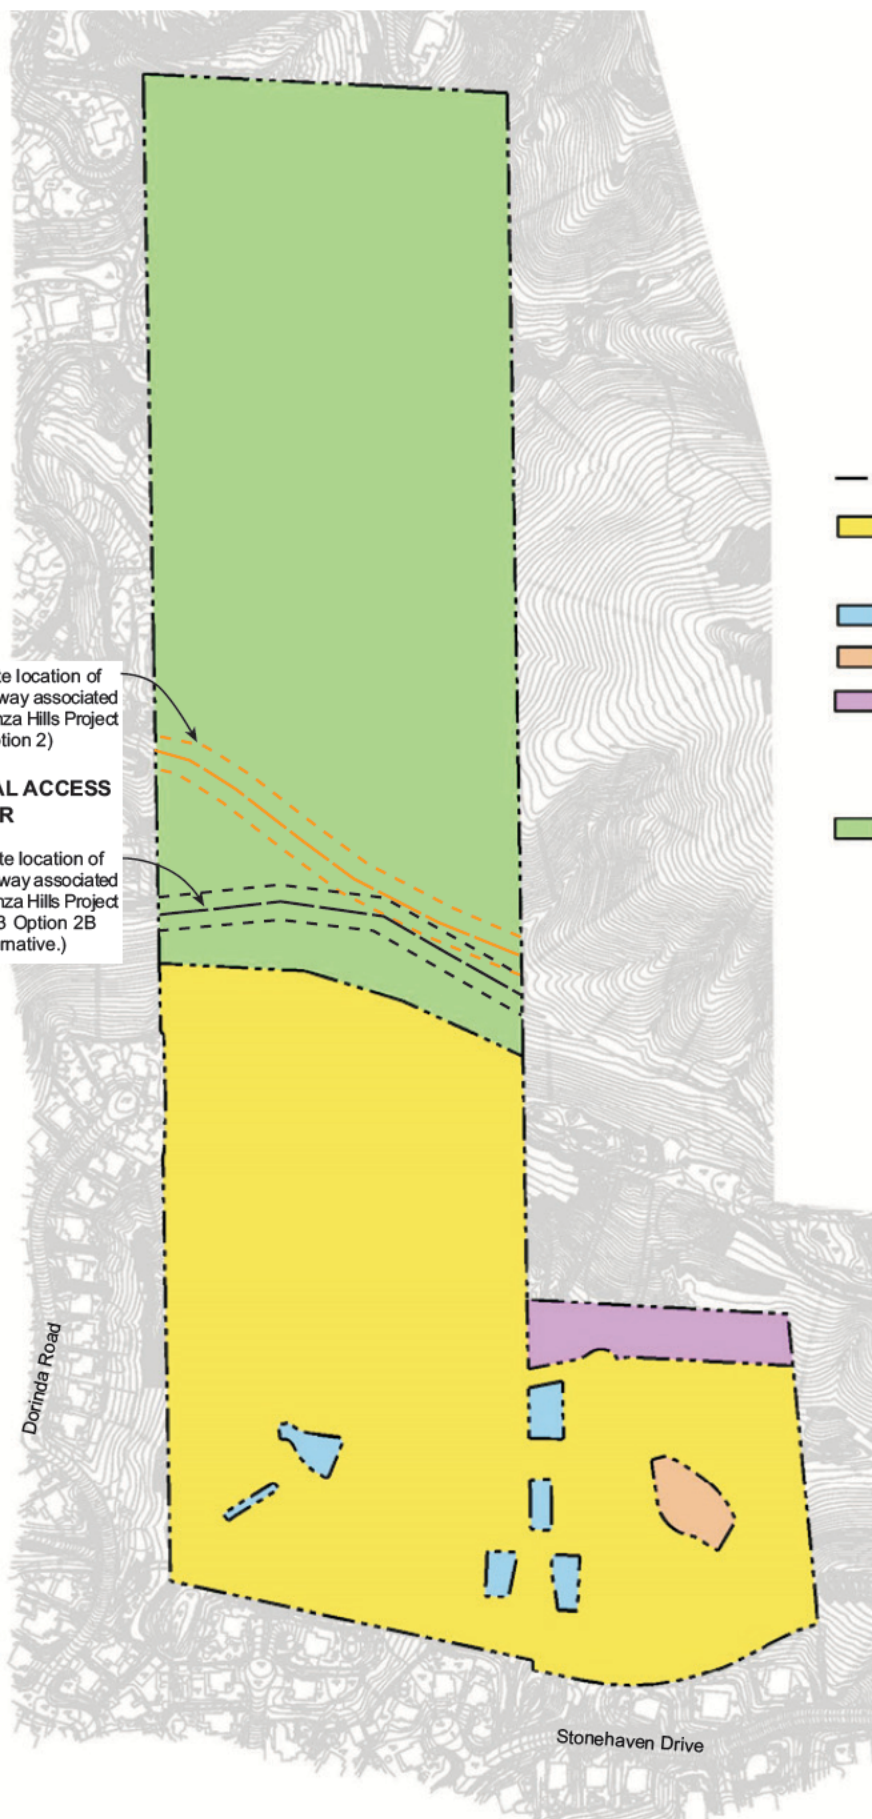 te location of
way associated
nza Hills Project
tion 2)
AL ACCESS
R
te location of
way associated
nza Hills Project
3 Option 2B
rnative.)
Dorinda Road
Stonehaven Drive